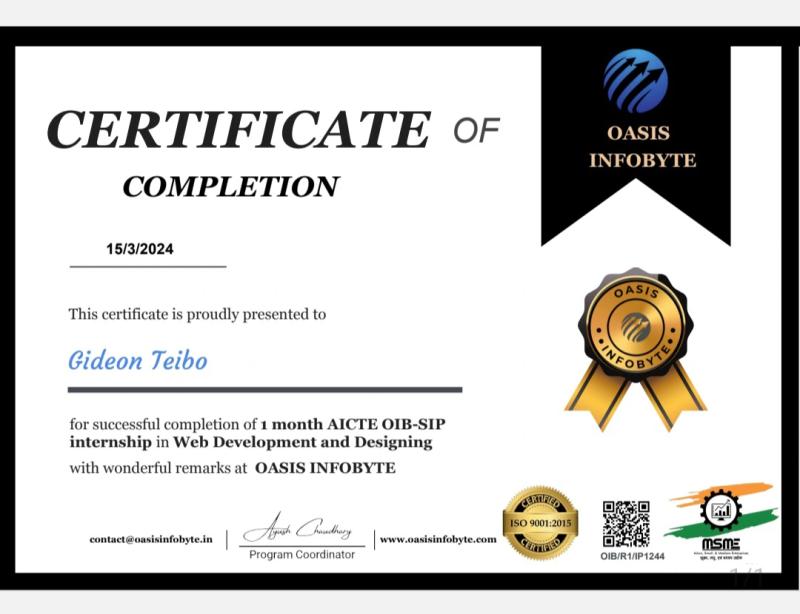 CERTIFICATE OF
COMPLETION
OASIS
INFOBYTE
15/3/2024
This certificate is proudly presented to
Gideon Teibo
for successful completion of 1 month AICTE OIB-SIP
internship in Web Development and Designing
with wonderful remarks at OASIS INFOBYTE
OASIS
INFOBYTE
contact@oasisinfobyte.in
Ayush Chaudhary
Program Coordinator
www.oasisinfobyte.com
CERTIFIED
ISO 9001:2015
CERTIFIED
OIB/R1/IP1244
MSME
1/1